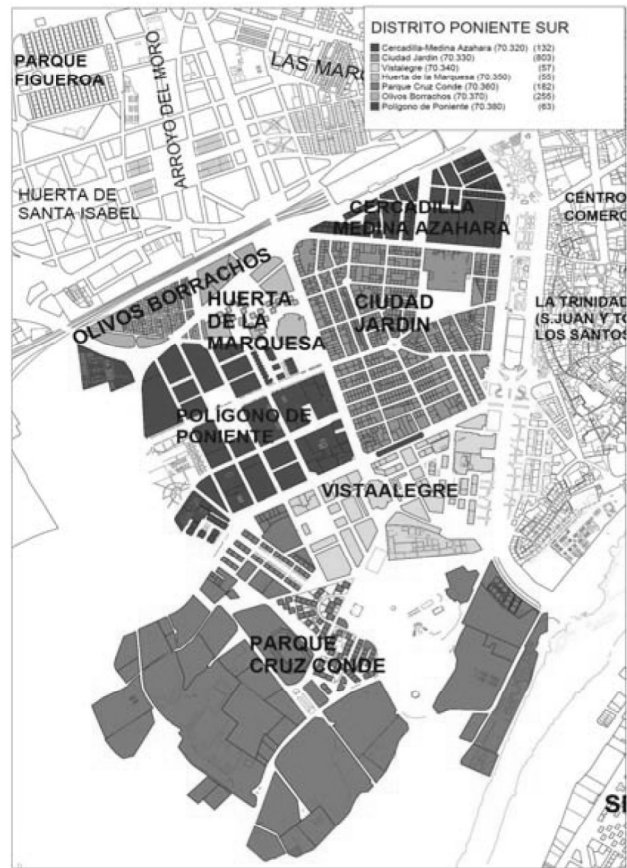 DISTRITO PONIENTE SUR
Cercadilla-Medina Azahara (70.320) (132)
Ciudad Jardin (70.330) (803)
Vistalegre (70.340) (57)
Huerta de la Marquesa (70.350) (55)
Parque Cruz Conde (70.360) (182)
Olivos Borrachos (70.370) (255)
Polígono de Poniente (70.380) (63)
PARQUE
FIGUEROA
ARROYO DEL MORO
LAS MARQ
HUERTA DE
SANTA ISABEL
CERCADILLA
MEDINA AZAHARA
CENTRO
COMERC
OLIVOS BORRACHOS
HUERTA
DE LA
MARQUESA
CIUDAD
JARDIN
LA TRINIDAD
(S.JUAN Y TO
LOS SANTOS
POLÍGONO DE
PONIENTE
VISTAALEGRE
PARQUE
CRUZ CONDE
SE